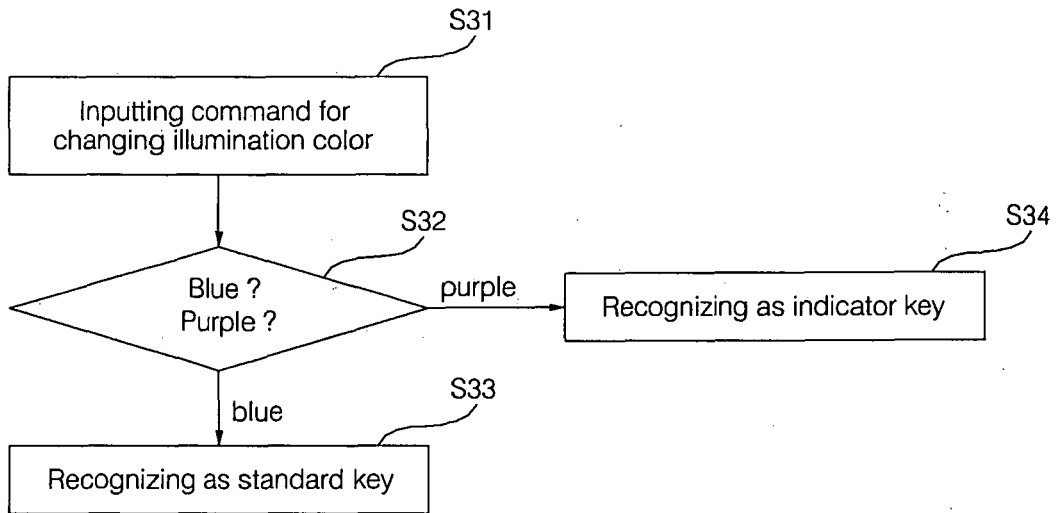 S31
Inputting command for
changing illumination color
S32
Blue ?
Purple ?
purple
S34
Recognizing as indicator key
blue
S33
Recognizing as standard key